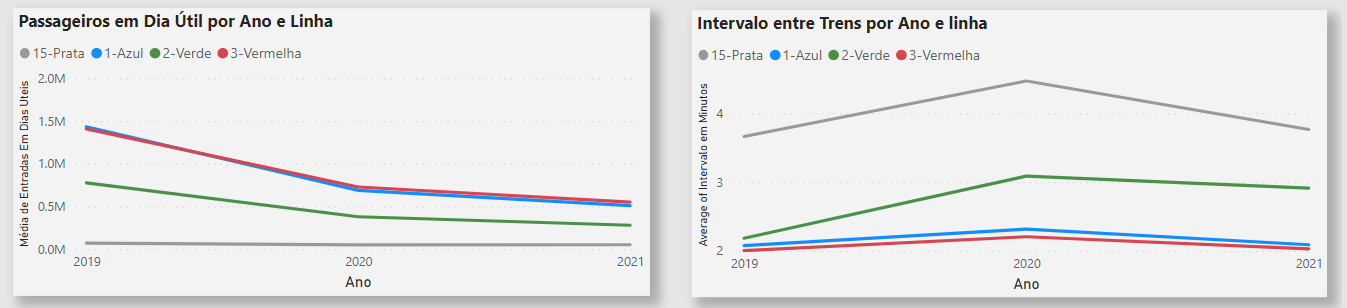 Passageiros em Dia Útil por Ano e Linha
15-Prata 1-Azul 2-Verde 3-Vermelha
Média de Entradas Em Dias Uteis
2.0M
1.5M
1.0M
0.5M
0.0M
2019 2020 2021
Ano
Intervalo entre Trens por Ano e linha
15-Prata 1-Azul 2-Verde 3-Vermelha
Average of Intervalo em Minutos
4
3
2
2019 2020 2021
Ano